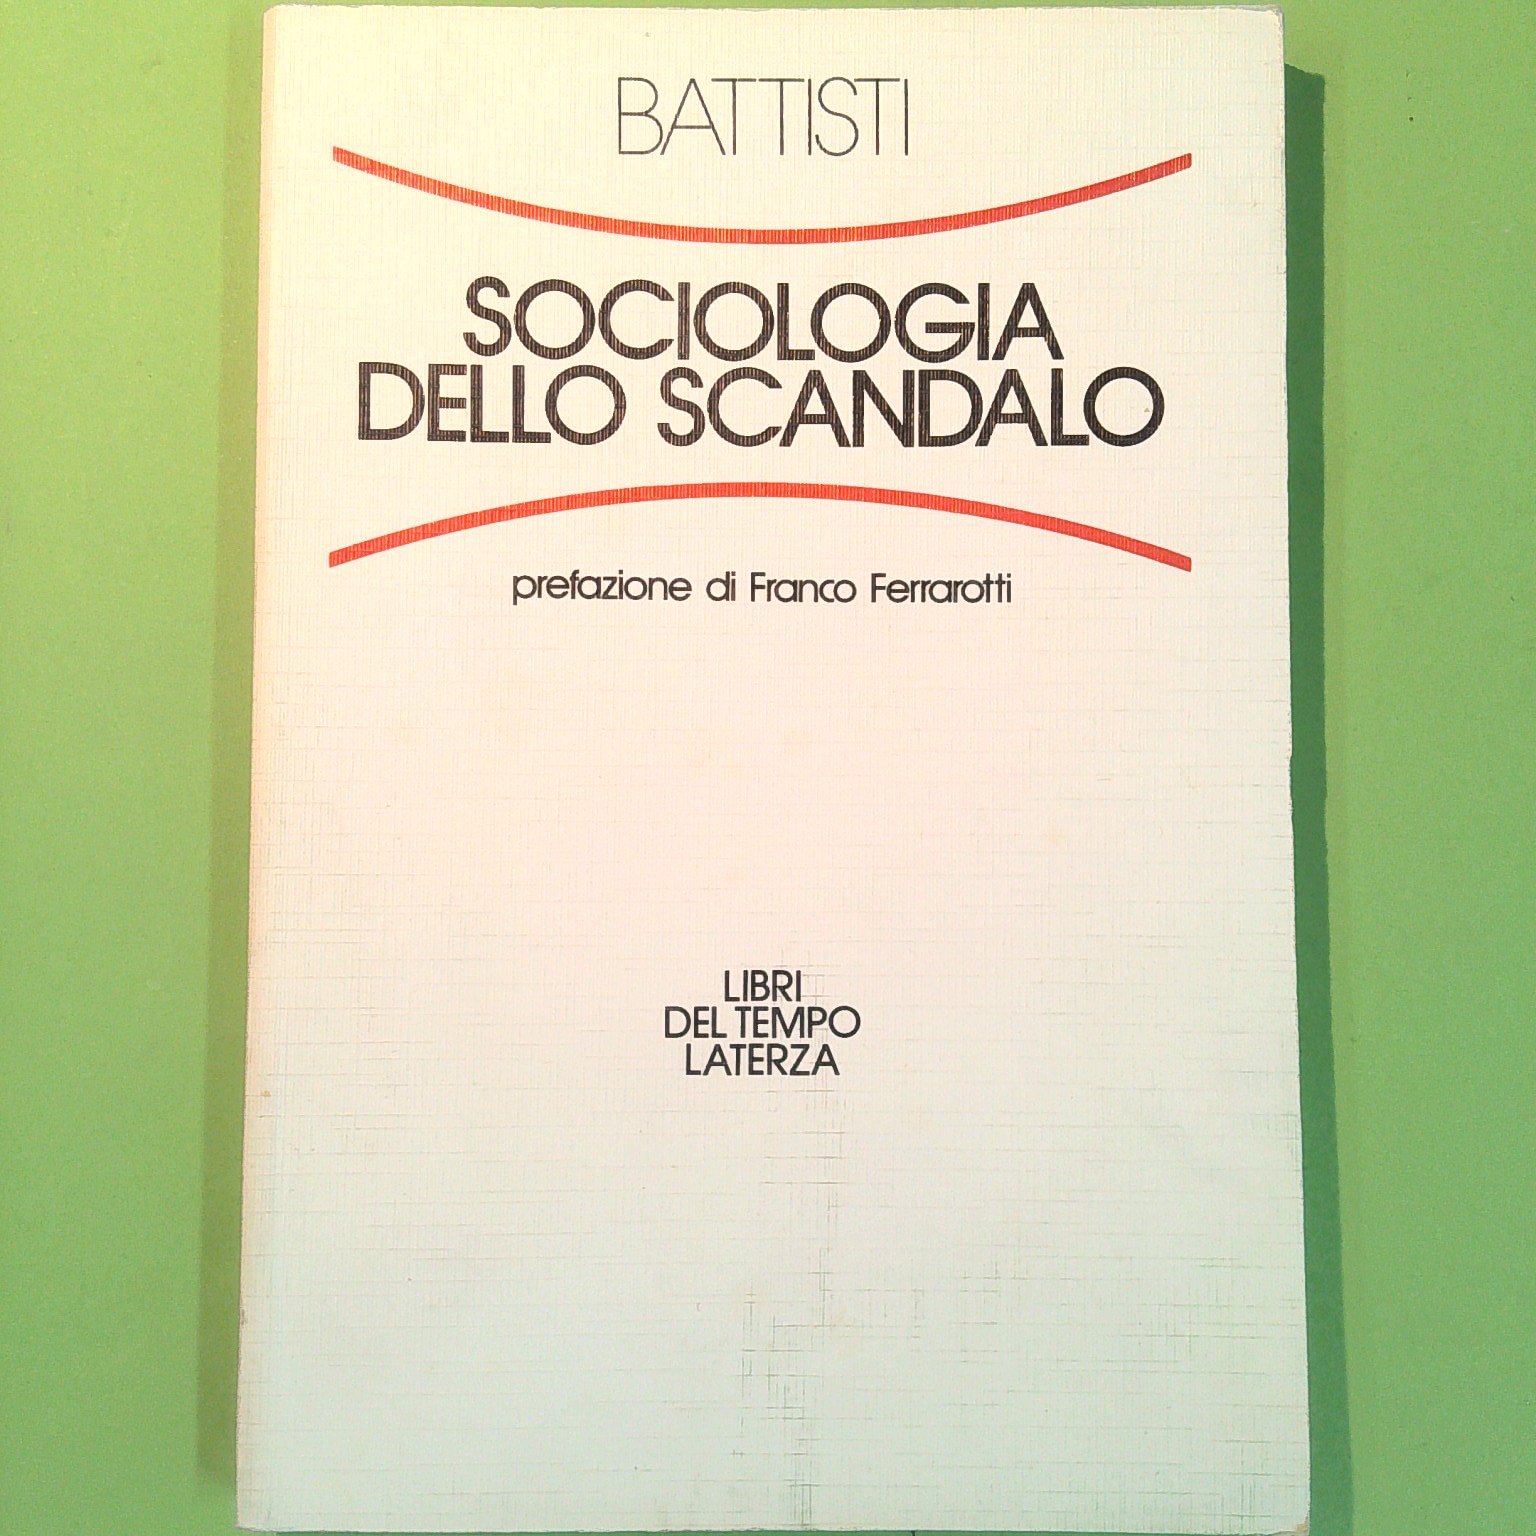 BATTISTI
SOCIOLOGIA
DELLO SCANDALO
prefazione di Franco Ferrarotti
LIBRI
DEL TEMPO
LATERZA